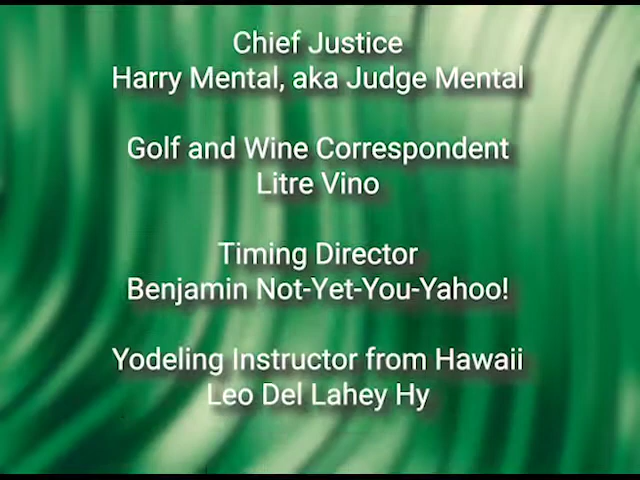 Chief Justice
Harry Mental, aka Judge Mental
Golf and Wine Correspondent
Litre Vino
Timing Director
Benjamin Not-Yet-You-Yahoo!
Yodeling Instructor from Hawaii
Leo Del Lahey Hy